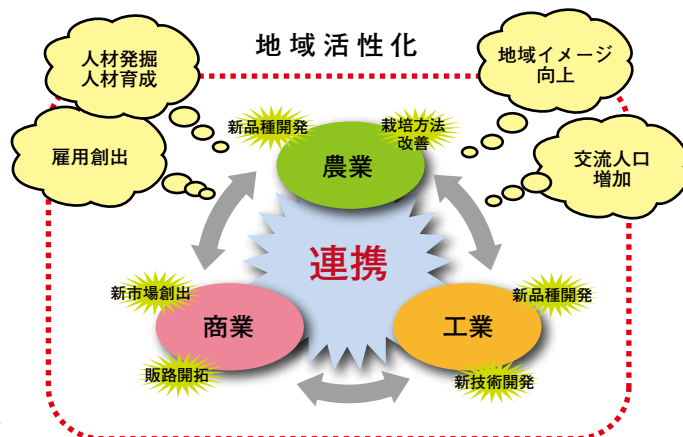 地域活性化
人材発掘
人材育成
地域イメージ
向上
雇用創出
交流人口
増加
新品種開発
栽培方法
改善
農業
連携
新市場創出
商業
販路開拓
新品種開発
工業
新技術開発